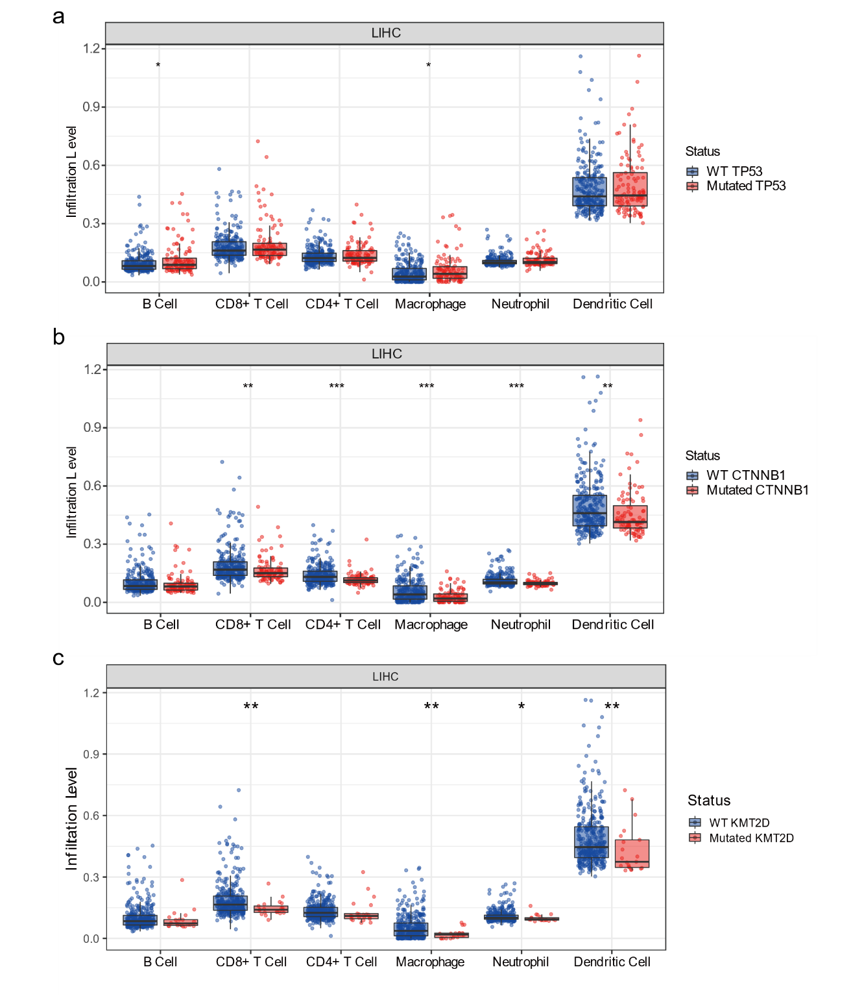 a
LIHC
1.2
* *
0.9
0.6
0.3
0.0
Infiltration Level
B Cell CD8+ T Cell CD4+ T Cell Macrophage Neutrophil Dendritic Cell
Status
WT TP53
Mutated TP53
b
LIHC
1.2
** *** *** *** **
0.9
0.6
0.3
0.0
Infiltration Level
B Cell CD8+ T Cell CD4+ T Cell Macrophage Neutrophil Dendritic Cell
Status
WT CTNNB1
Mutated CTNNB1
c
LIHC
1.2
** ** * **
0.9
0.6
0.3
0.0
Infiltation Level
B Cell CD8+ T Cell CD4+ T Cell Macrophage Neutrophil Dendritic Cell
Status
WT KMT2D
Mutated KMT2D